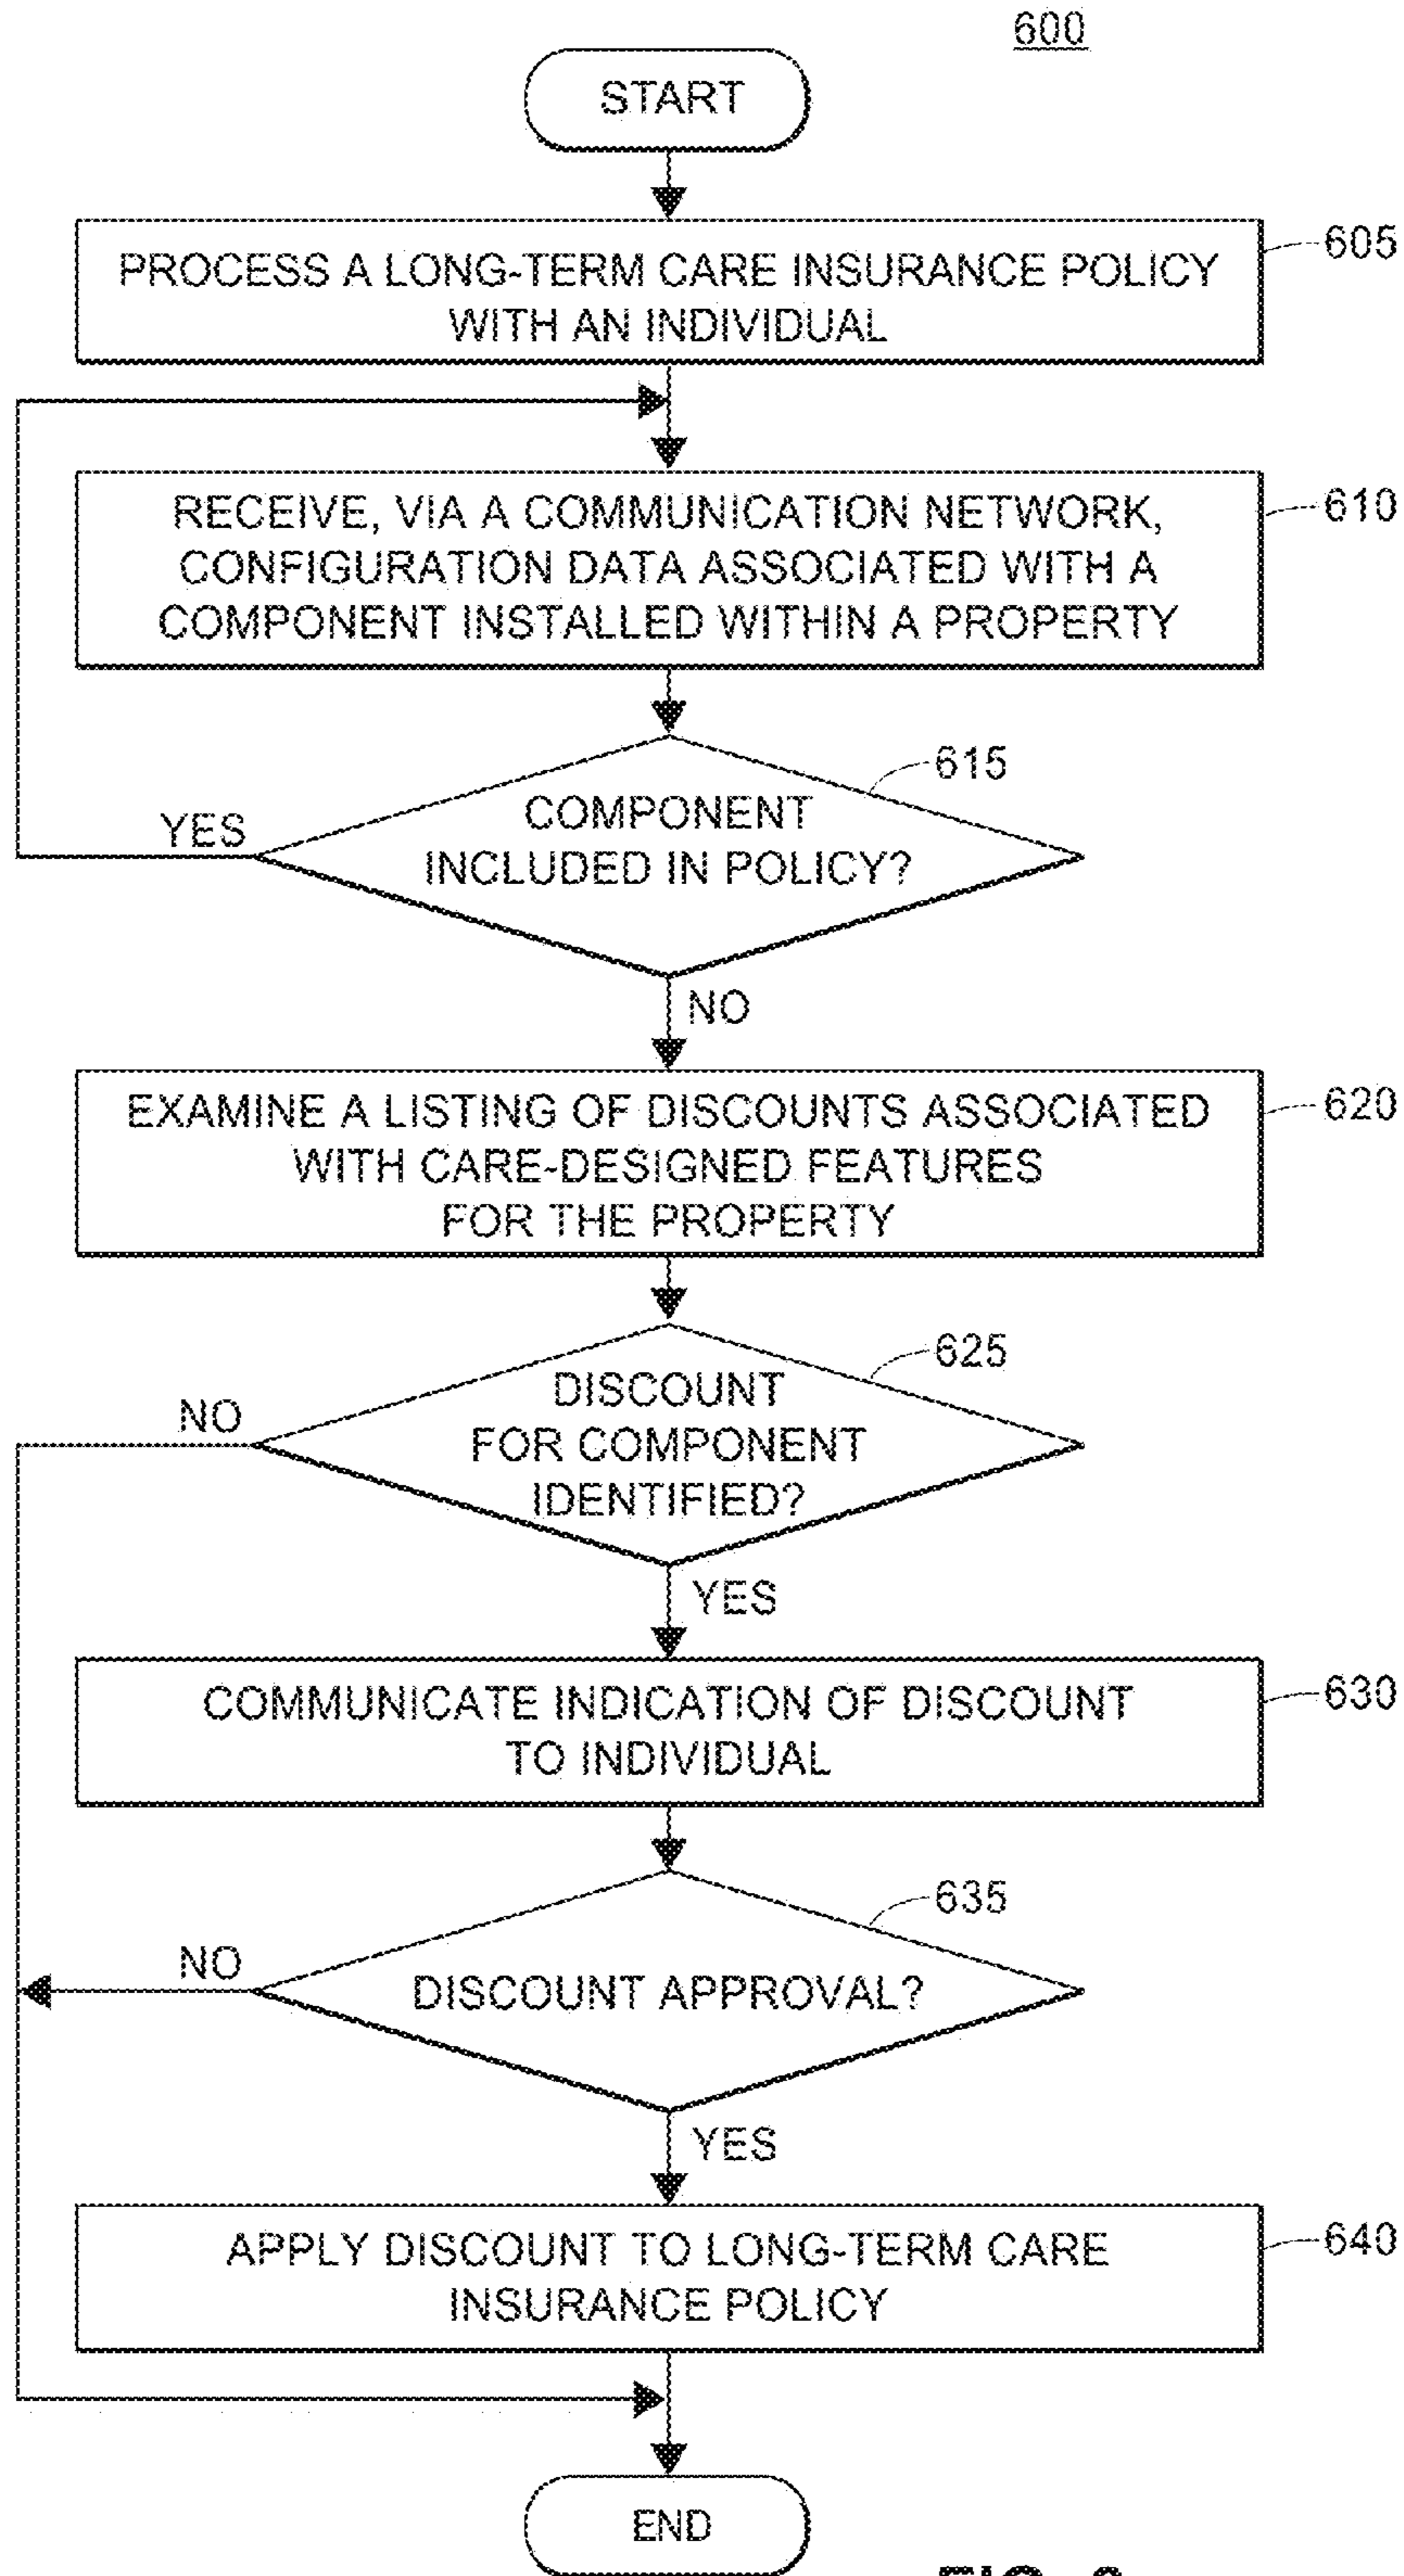 600
START
PROCESS A LONG-TERM CARE INSURANCE POLICY
WITH AN INDIVIDUAL
605
RECEIVE, VIA A COMMUNICATION NETWORK,
CONFIGURATION DATA ASSOCIATED WITH A
COMPONENT INSTALLED WITHIN A PROPERTY
610
615
COMPONENT
INCLUDED IN POLICY?
YES
NO
EXAMINE A LISTING OF DISCOUNTS ASSOCIATED
WITH CARE-DESIGNED FEATURES
FOR THE PROPERTY
620
625
DISCOUNT
FOR COMPONENT
IDENTIFIED?
NO
YES
COMMUNICATE INDICATION OF DISCOUNT
TO INDIVIDUAL
630
635
DISCOUNT APPROVAL?
NO
YES
APPLY DISCOUNT TO LONG-TERM CARE
INSURANCE POLICY
640
END